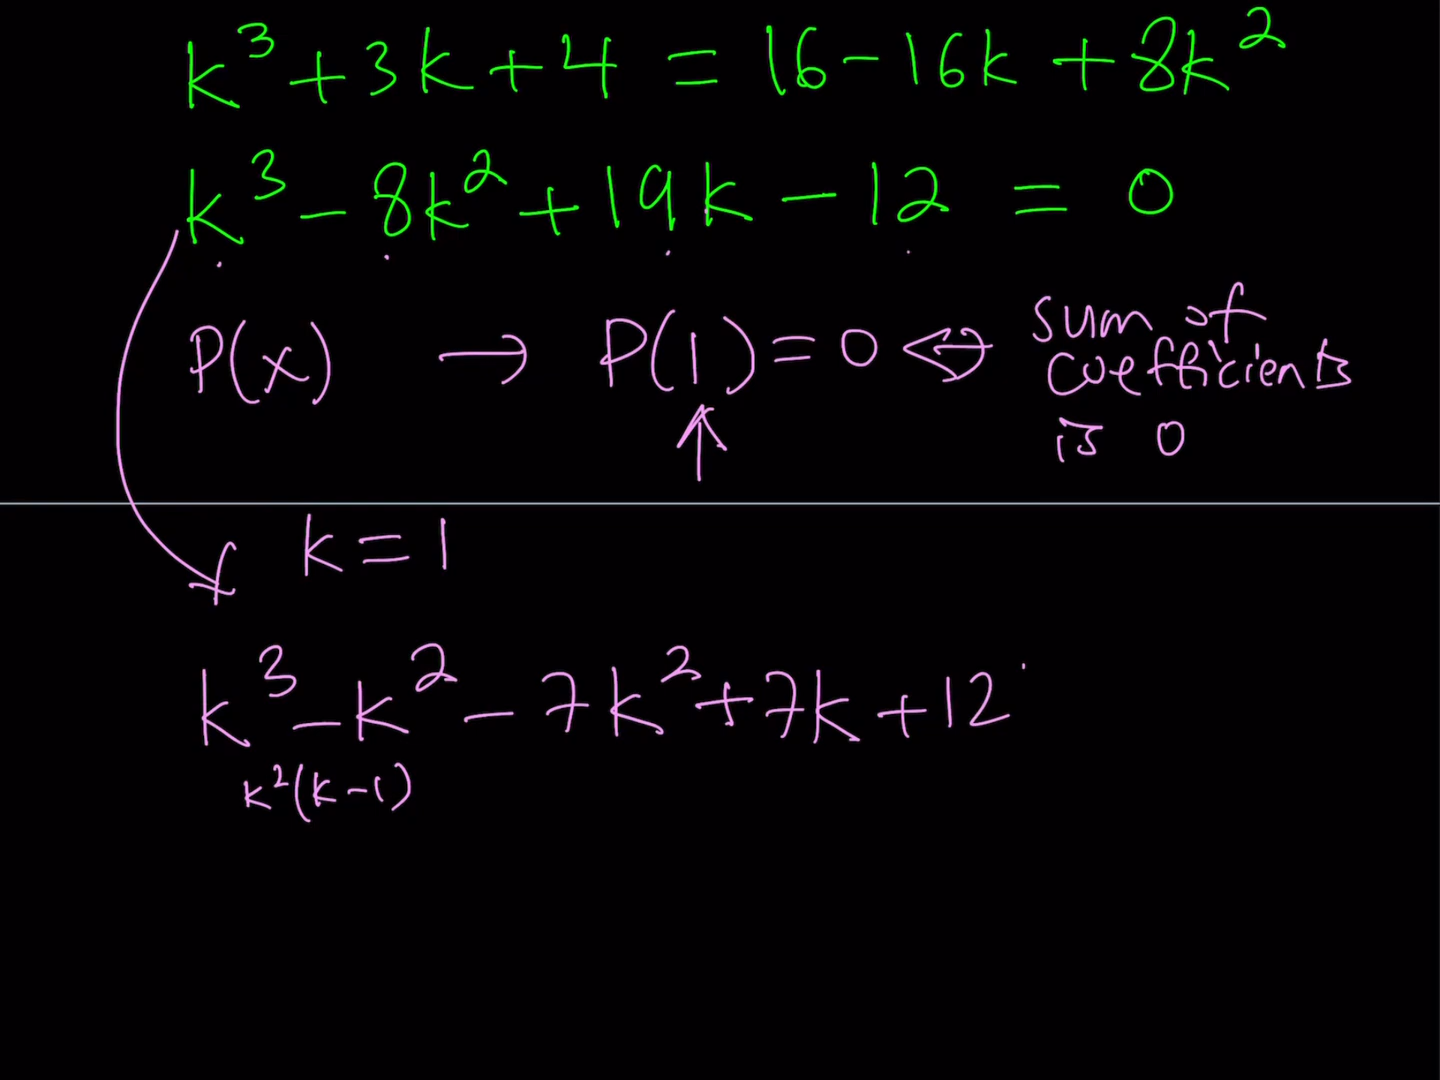 k³ + 3k + 4 = 16 - 16k + 8k²
k³ - 8k² + 19k - 12 = 0
P(x) → P(1) = 0 ⇔ sum of coefficients is 0
k = 1
k³ - k² - 7k² + 7k + 12
k²(k - 1)